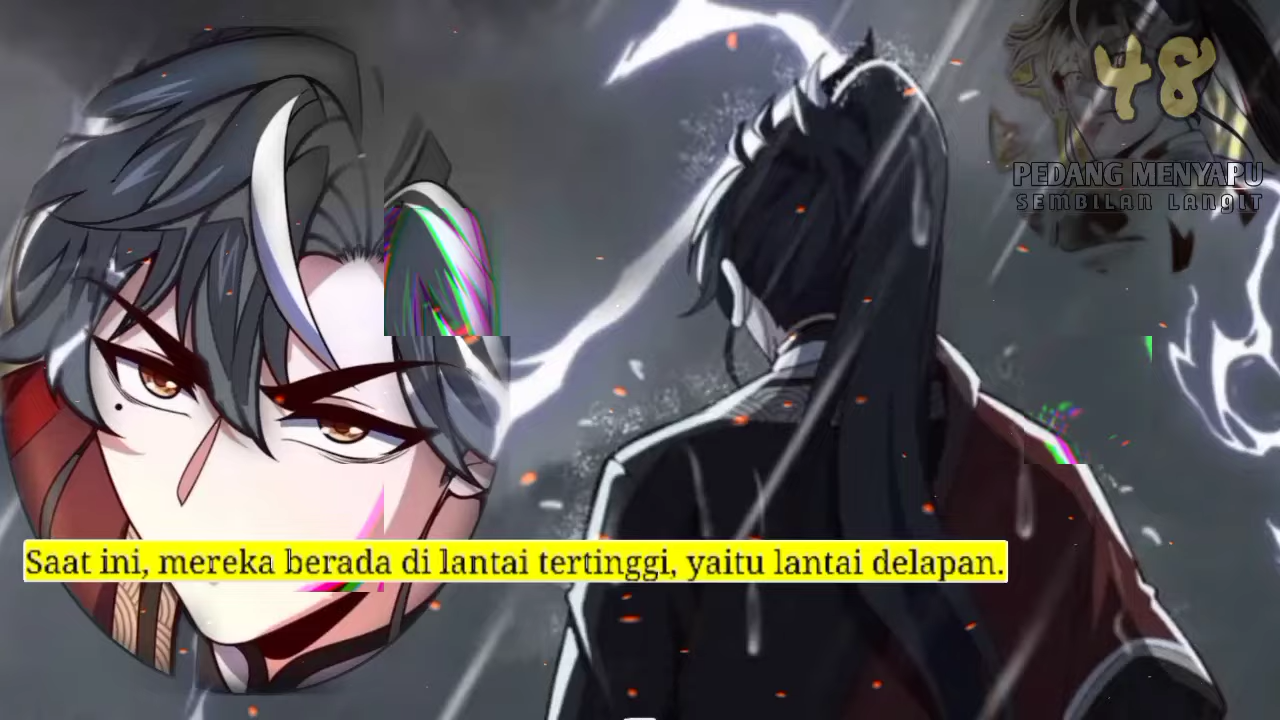 48
PEDANG MENYAPU
SEMBILAN LANGIT
Saat ini, mereka berada di lantai tertinggi, yaitu lantai delapan.